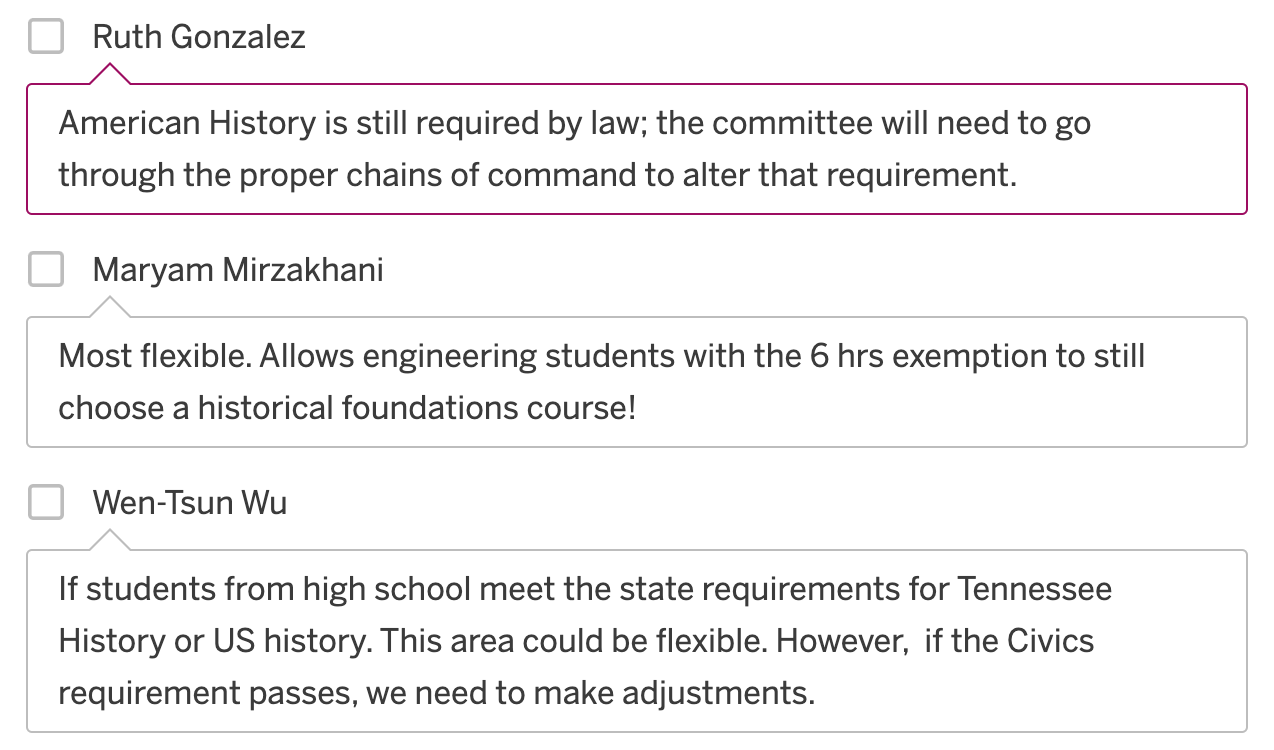 Ruth Gonzalez
American History is still required by law; the committee will need to go
through the proper chains of command to alter that requirement.
Maryam Mirzakhani
Most flexible. Allows engineering students with the 6 hrs exemption to still
choose a historical foundations course!
Wen-Tsun Wu
If students from high school meet the state requirements for Tennessee
History or US history. This area could be flexible. However,  if the Civics
requirement passes, we need to make adjustments.